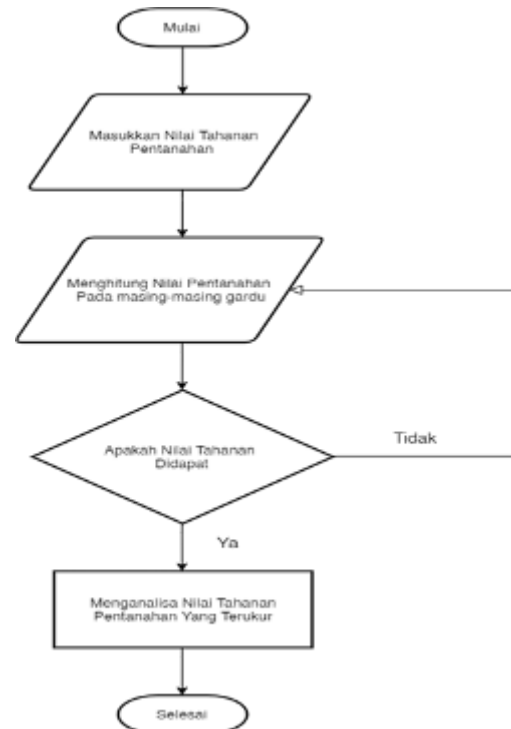 Mulai
Masukkan Nilai Tahanan
Pentanahan
Menghitung Nilai Pentanahan
Pada masing-masing gardu
Apakah Nilai Tahanan
Didapat
Tidak
Ya
Menganalisa Nilai Tahanan
Pentanahan Yang Terukur
Selesai